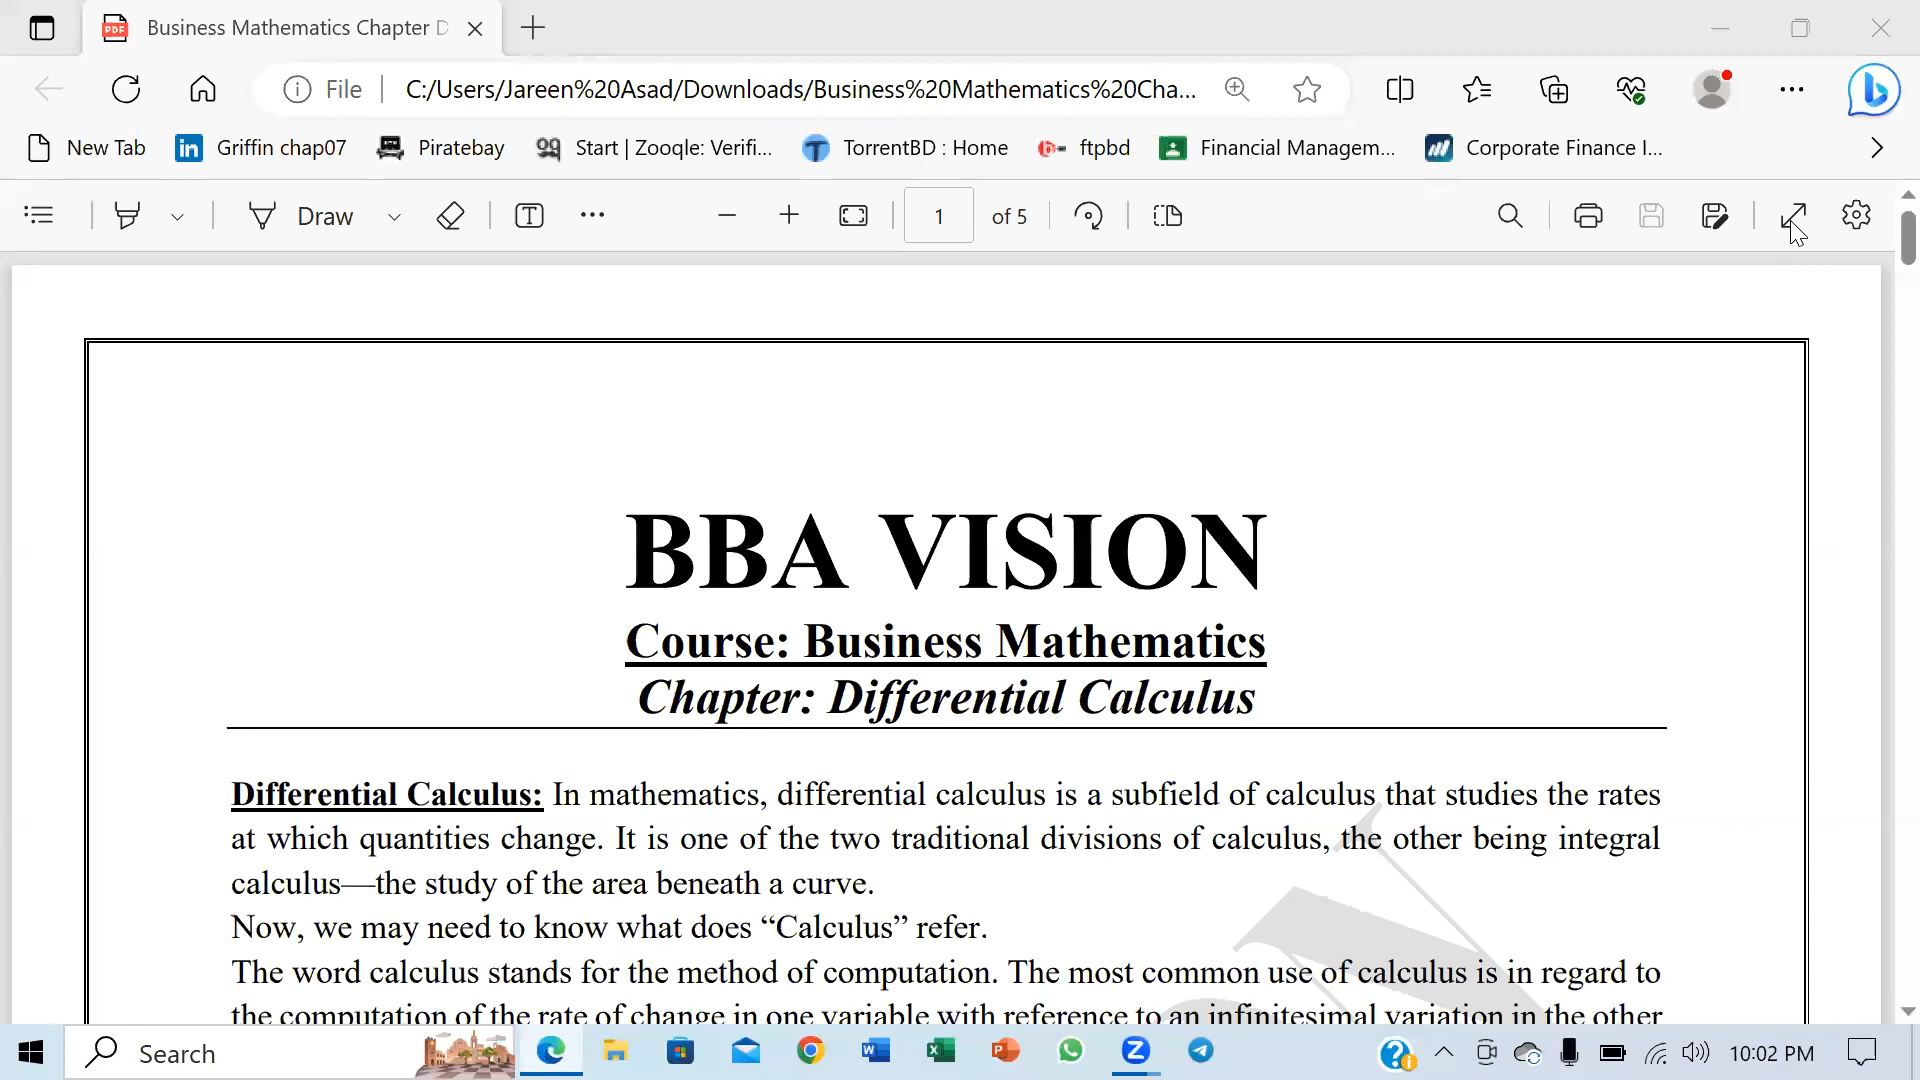 Business Mathematics Chapter D
File
C:/Users/Jareen%20Asad/Downloads/Business%20Mathematics%20Cha...
New Tab
Griffin chap07
Piratebay
Start | Zooqle: Verifi...
TorrentBD : Home
ftpbd
Financial Managem...
Corporate Finance I...
Draw
1
of 5
BBA VISION
Course: Business Mathematics
Chapter: Differential Calculus
Differential Calculus: In mathematics, differential calculus is a subfield of calculus that studies the rates
at which quantities change. It is one of the two traditional divisions of calculus, the other being integral
calculus—the study of the area beneath a curve.
Now, we may need to know what does “Calculus” refer.
The word calculus stands for the method of computation. The most common use of calculus is in regard to
the computation of the rate of change in one variable with reference to an infinitesimal variation in the other
Search
10:02 PM